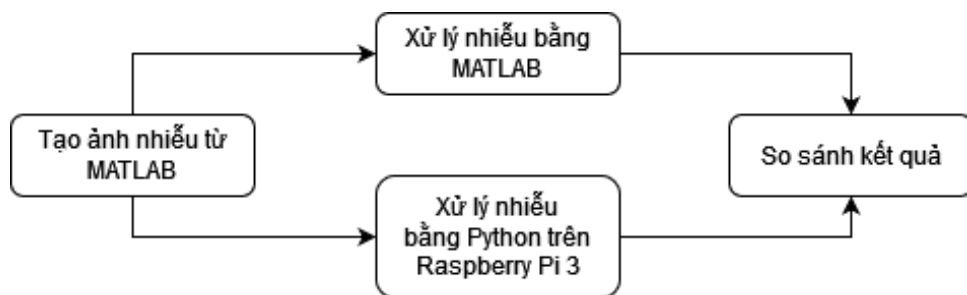 Xử lý nhiễu bằng
MATLAB
Tạo ảnh nhiễu từ
MATLAB
So sánh kết quả
Xử lý nhiễu
bằng Python trên
Raspberry Pi 3